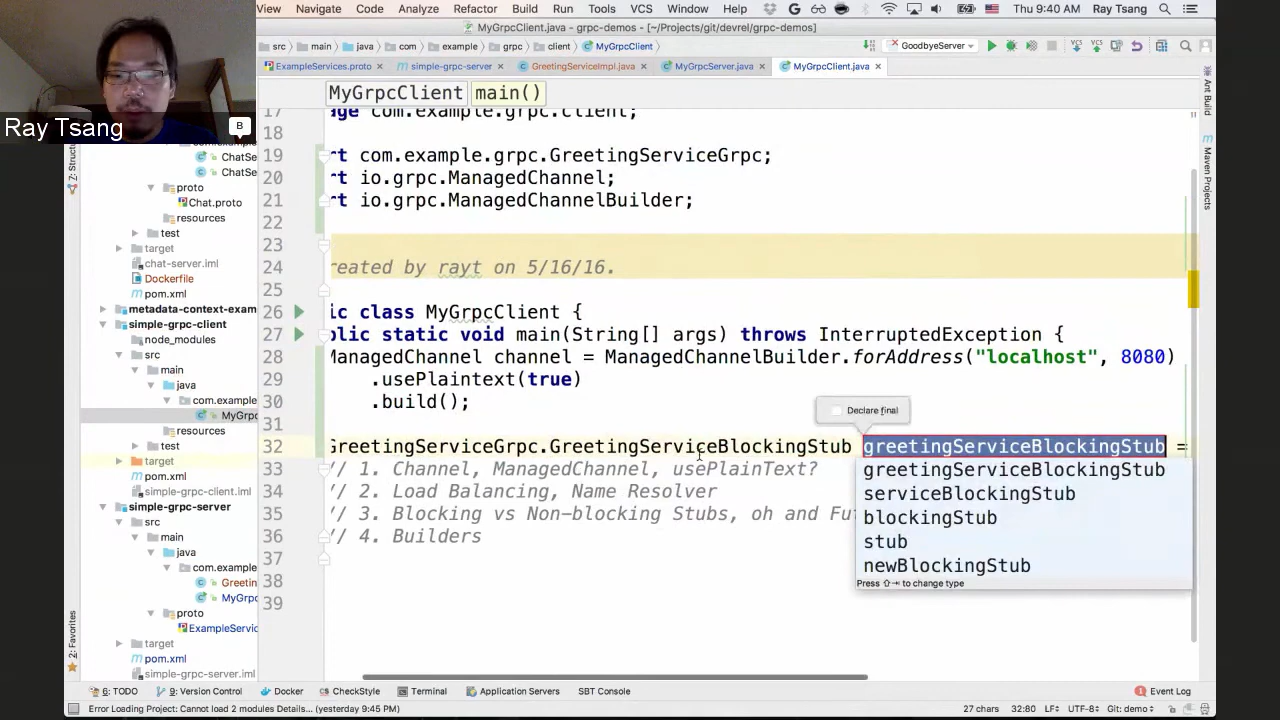 View Navigate Code Analyze Refactor Build Run Tools VCS Window Help Thu 9:40 AM Ray Tsang
MyGrpcClient.java - grpc-demos - [~/Projects/git/devrel/grpc-demos]
src main java com example grpc client MyGrpcClient GoodbyeServer
ExampleServices.proto simple-grpc-server GreetingServiceImpl.java MyGrpcServer.java MyGrpcClient.java
MyGrpcClient main()
Ray Tsang
B
7: Structure
2: Favorites
Ant Build
Maven Projects
com.example
ChatSe
ChatSe
proto
Chat.proto
resources
test
target
chat-server.iml
Dockerfile
pom.xml
metadata-context-exam
simple-grpc-client
node_modules
src
main
java
com.example
MyGrpc
resources
test
target
pom.xml
simple-grpc-client.iml
simple-grpc-server
src
main
java
com.example
Greetin
MyGrpc
proto
ExampleServic
target
pom.xml
simple-grpc-server.iml
17 age com.example.grpc.client;
18
19 rt com.example.grpc.GreetingServiceGrpc;
20 rt io.grpc.ManagedChannel;
21 rt io.grpc.ManagedChannelBuilder;
22
23
24 reated by rayt on 5/16/16.
25
26 ic class MyGrpcClient {
27 blic static void main(String[] args) throws InterruptedException {
28 ManagedChannel channel = ManagedChannelBuilder.forAddress("localhost", 8080)
29 .usePlaintext(true)
30 .build();
31
32 GreetingServiceGrpc.GreetingServiceBlockingStub greetingServiceBlockingStub =
33 // 1. Channel, ManagedChannel, usePlainText?
34 // 2. Load Balancing, Name Resolver
35 // 3. Blocking vs Non-blocking Stubs, oh and Fu
36 // 4. Builders
37
38
39
Declare final
greetingServiceBlockingStub
serviceBlockingStub
blockingStub
stub
newBlockingStub
Press ⇧⇥ to change type
6: TODO 9: Version Control Docker CheckStyle Terminal Application Servers SBT Console Event Log
Error Loading Project: Cannot load 2 modules Details... (yesterday 9:45 PM) 27 chars 32:80 LF÷ UTF-8÷ Git: demo÷